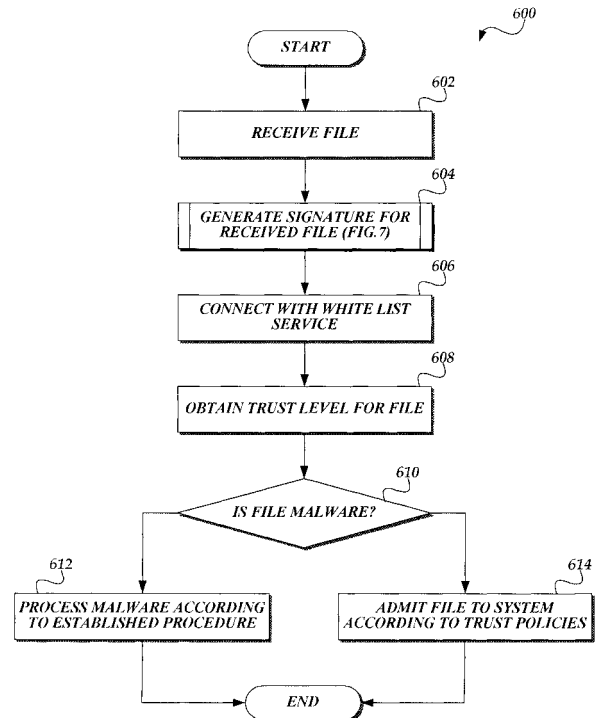 600
START
602
RECEIVE FILE
604
GENERATE SIGNATURE FOR
RECEIVED FILE (FIG.7)
606
CONNECT WITH WHITE LIST
SERVICE
608
OBTAIN TRUST LEVEL FOR FILE
610
IS FILE MALWARE?
612
PROCESS MALWARE ACCORDING
TO ESTABLISHED PROCEDURE
614
ADMIT FILE TO SYSTEM
ACCORDING TO TRUST POLICIES
END